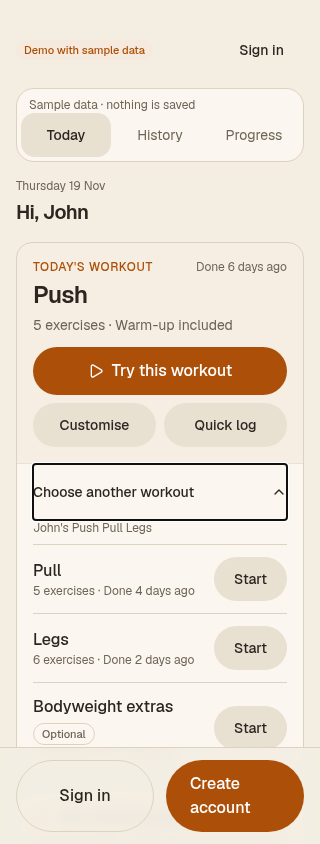 Demo with sample data
Sign in
Sample data · nothing is saved
Today
History
Progress
Thursday 19 Nov
Hi, John
TODAY'S WORKOUT
Done 6 days ago
Push
5 exercises · Warm-up included
Try this workout
Customise
Quick log
Choose another workout
John's Push Pull Legs
Pull
5 exercises · Done 4 days ago
Start
Legs
6 exercises · Done 2 days ago
Start
Bodyweight extras
Optional
Start
Sign in
Create
account